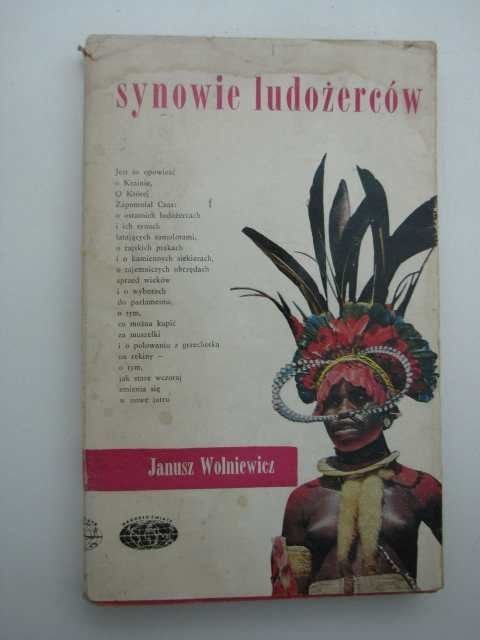 synowie ludożerców
Jest to opowieść
o Krainie,
O Której
Zapomniał Czas:
o ostatnich ludożercach
i ich synach
latających samolotami,
o rajskich ptakach
i o kamiennych siekierach,
o tajemniczych obrzędach
sprzed wieków
i o wyborach
do parlamentu,
o tym,
co można kupić
za muszelki
i o polowaniu z grzechotką
na rekiny –
o tym,
jak stare wczoraj
zmienia się
w nowe jutro
Janusz Wolniewicz
NAOKOŁO ŚWIATA